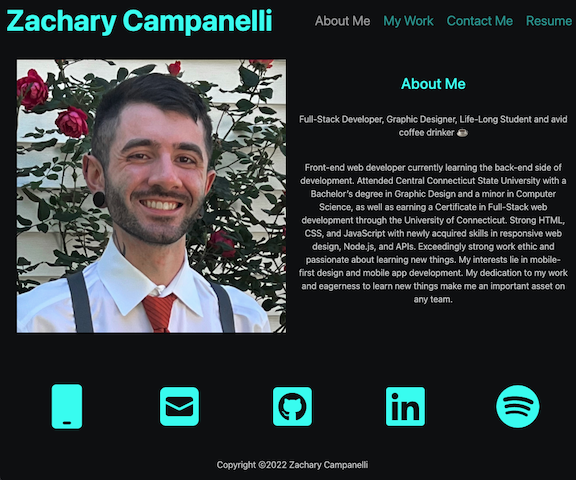 Zachary Campanelli
About Me My Work Contact Me Resume
About Me
Full-Stack Developer, Graphic Designer, Life-Long Student and avid
coffee drinker ☕
Front-end web developer currently learning the back-end side of
development. Attended Central Connecticut State University with a
Bachelor's degree in Graphic Design and a minor in Computer
Science, as well as earning a Certificate in Full-Stack web
development through the University of Connecticut. Strong HTML,
CSS, and JavaScript with newly acquired skills in responsive web
design, Node.js, and APIs. Exceedingly strong work ethic and
passionate about learning new things. My interests lie in mobile-
first design and mobile app development. My dedication to my work
and eagerness to learn new things make me an important asset on
any team.
in
Copyright ©2022 Zachary Campanelli